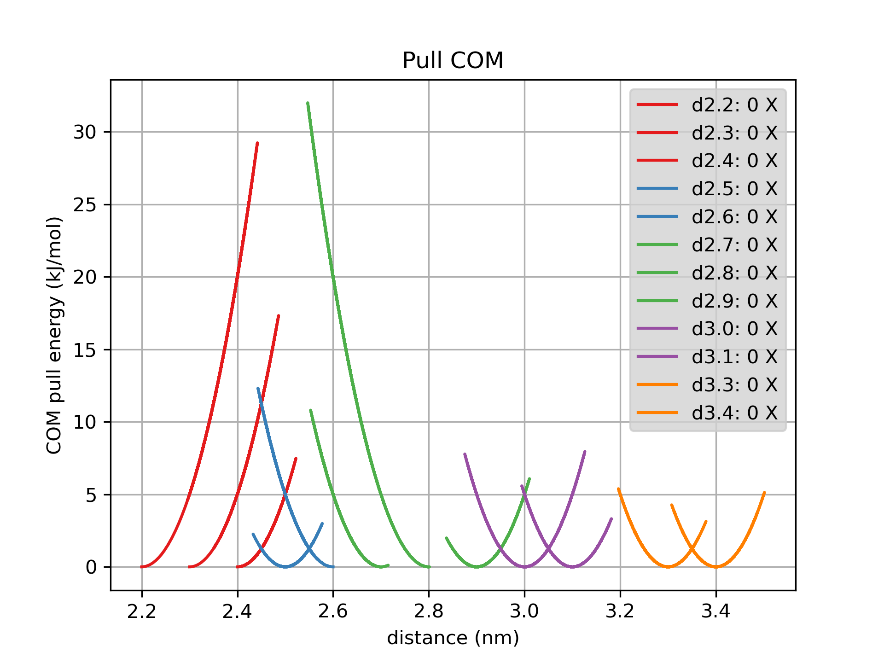 Pull COM
COM pull energy (kJ/mol)
30
25
20
15
10
5
0
2.2 2.4 2.6 2.8 3.0 3.2 3.4
distance (nm)
d2.2: 0 X
d2.3: 0 X
d2.4: 0 X
d2.5: 0 X
d2.6: 0 X
d2.7: 0 X
d2.8: 0 X
d2.9: 0 X
d3.0: 0 X
d3.1: 0 X
d3.3: 0 X
d3.4: 0 X